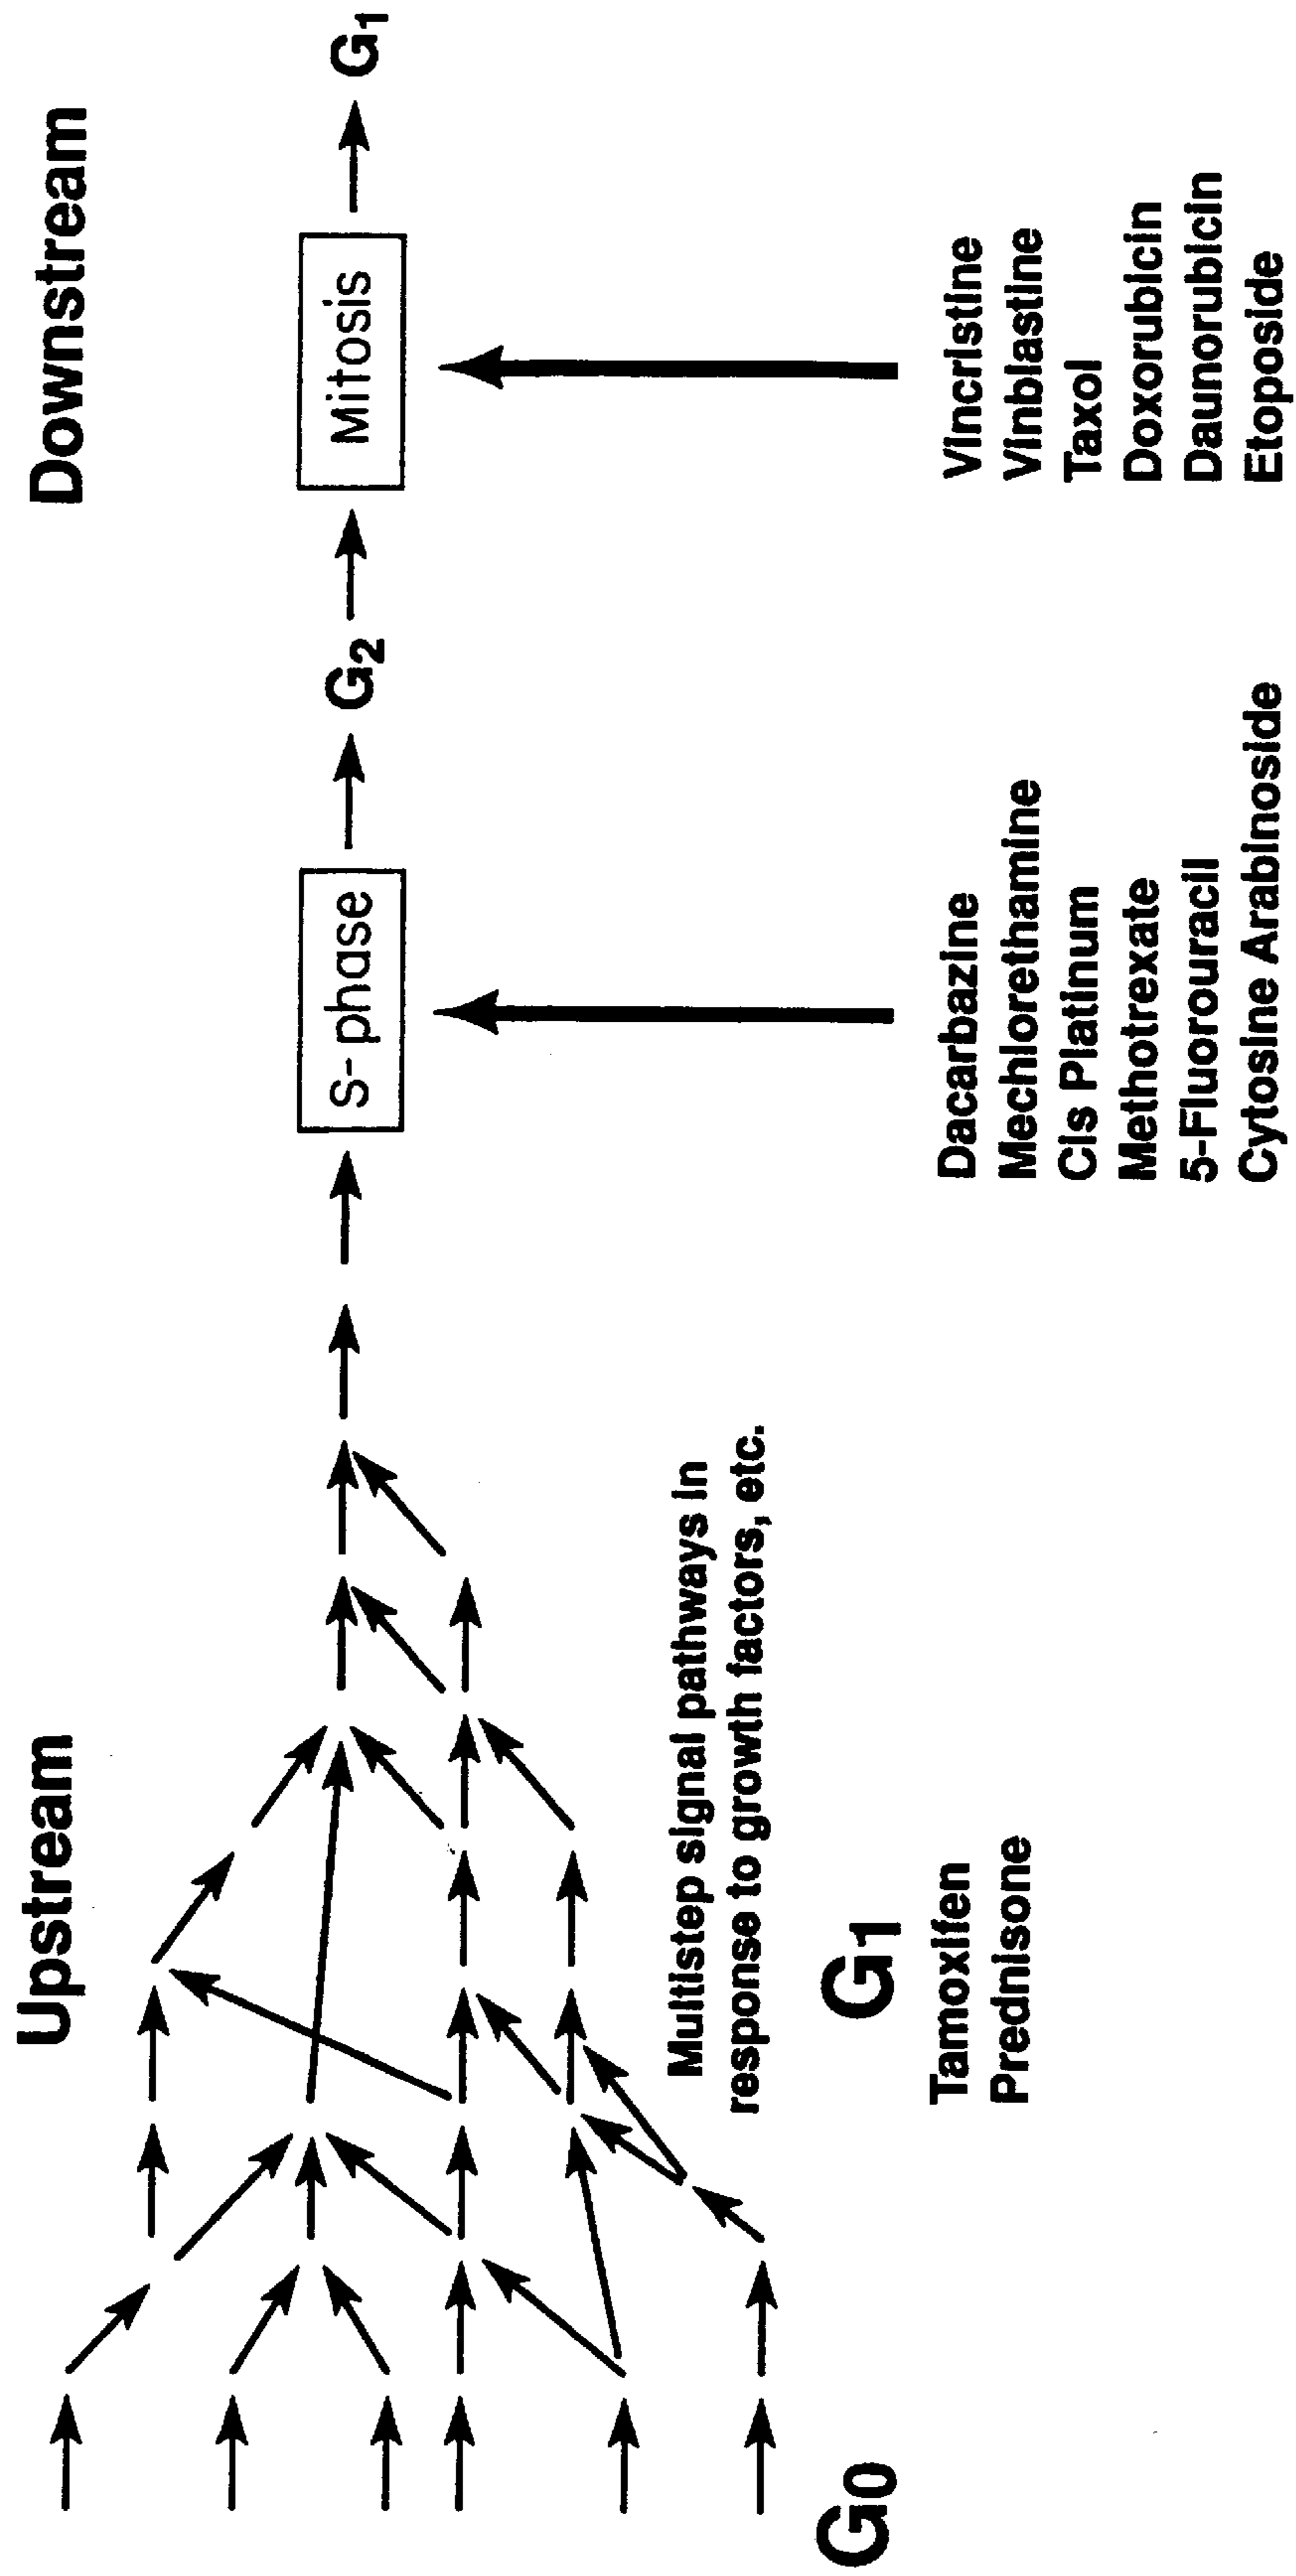 Upstream
Downstream
S-phase
G2
Mitosis
G1
Multistep signal pathways in
response to growth factors, etc.
G0
G1
Tamoxifen
Prednisone
Dacarbazine
Mechlorethamine
Cis Platinum
Methotrexate
5-Fluorouracil
Cytosine Arabinoside
Vincristine
Vinblastine
Taxol
Doxorubicin
Daunorubicin
Etoposide